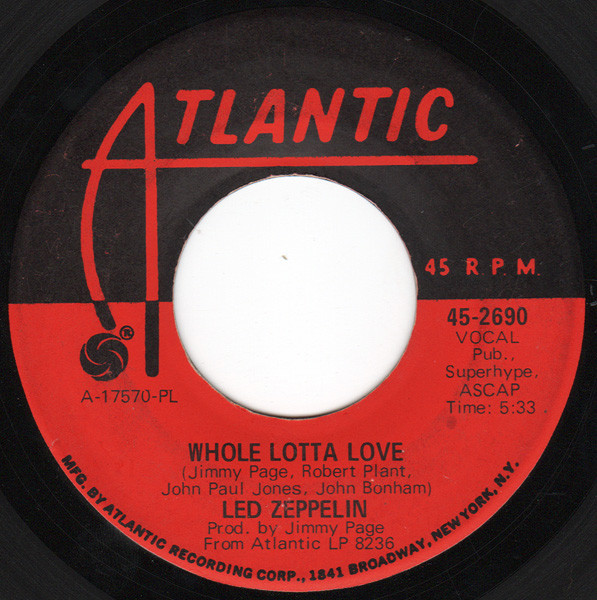 ATLANTIC
45 R.P.M.
®
A-17570-PL
45-2690
VOCAL
Pub.,
Superhype,
ASCAP
Time: 5:33
WHOLE LOTTA LOVE
(Jimmy Page, Robert Plant,
John Paul Jones, John Bonham)
LED ZEPPELIN
Prod. by Jimmy Page
From Atlantic LP 8236
MFG. BY ATLANTIC RECORDING CORP., 1841 BROADWAY, NEW YORK, N.Y.